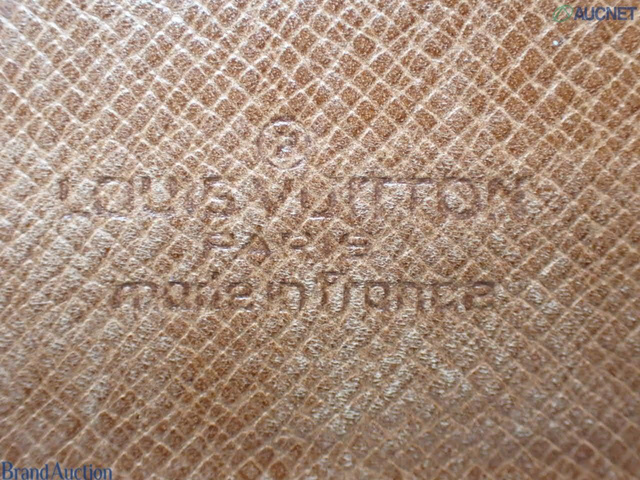 AUCNET
®
LOUIS VUITTON
PARIS
made in France
Brand Auction